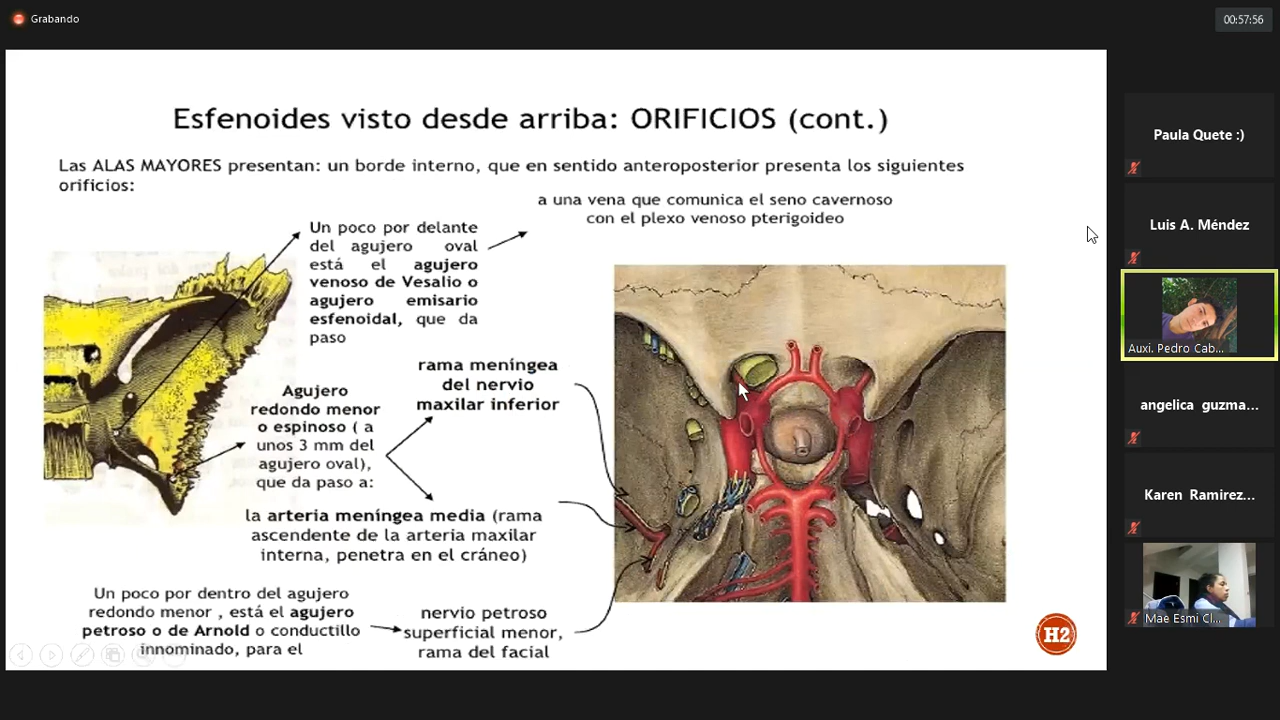 Grabando
00:57:56
Esfenoides visto desde arriba: ORIFICIOS (cont.)
Las ALAS MAYORES presentan: un borde interno, que en sentido anteroposterior presenta los siguientes
orificios:
a una vena que comunica el seno cavernoso
con el plexo venoso pterigoideo
Un poco por delante
del agujero oval
está el agujero
venoso de Vesalio o
agujero emisario
esfenoidal, que da
paso
rama meníngea
del nervio
maxilar inferior
Agujero
redondo menor
o espinoso ( a
unos 3 mm del
agujero oval),
que da paso a:
la arteria meníngea media (rama
ascendente de la arteria maxilar
interna, penetra en el cráneo)
Un poco por dentro del agujero
redondo menor , está el agujero
petroso o de Arnold o conductillo
innominado, para el
nervio petroso
superficial menor,
rama del facial
H2
Paula Quete :)
Luis A. Méndez
Auxi. Pedro Cab...
angelica guzma...
Karen Ramirez...
Mae Esmi Cl...